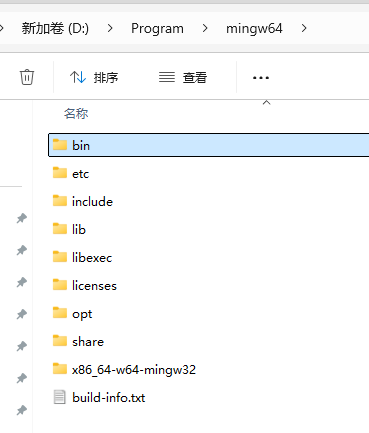 新加卷 (D:) > Program > mingw64 >
排序 查看 ...
名称
bin
etc
include
lib
libexec
licenses
opt
share
x86_64-w64-mingw32
build-info.txt